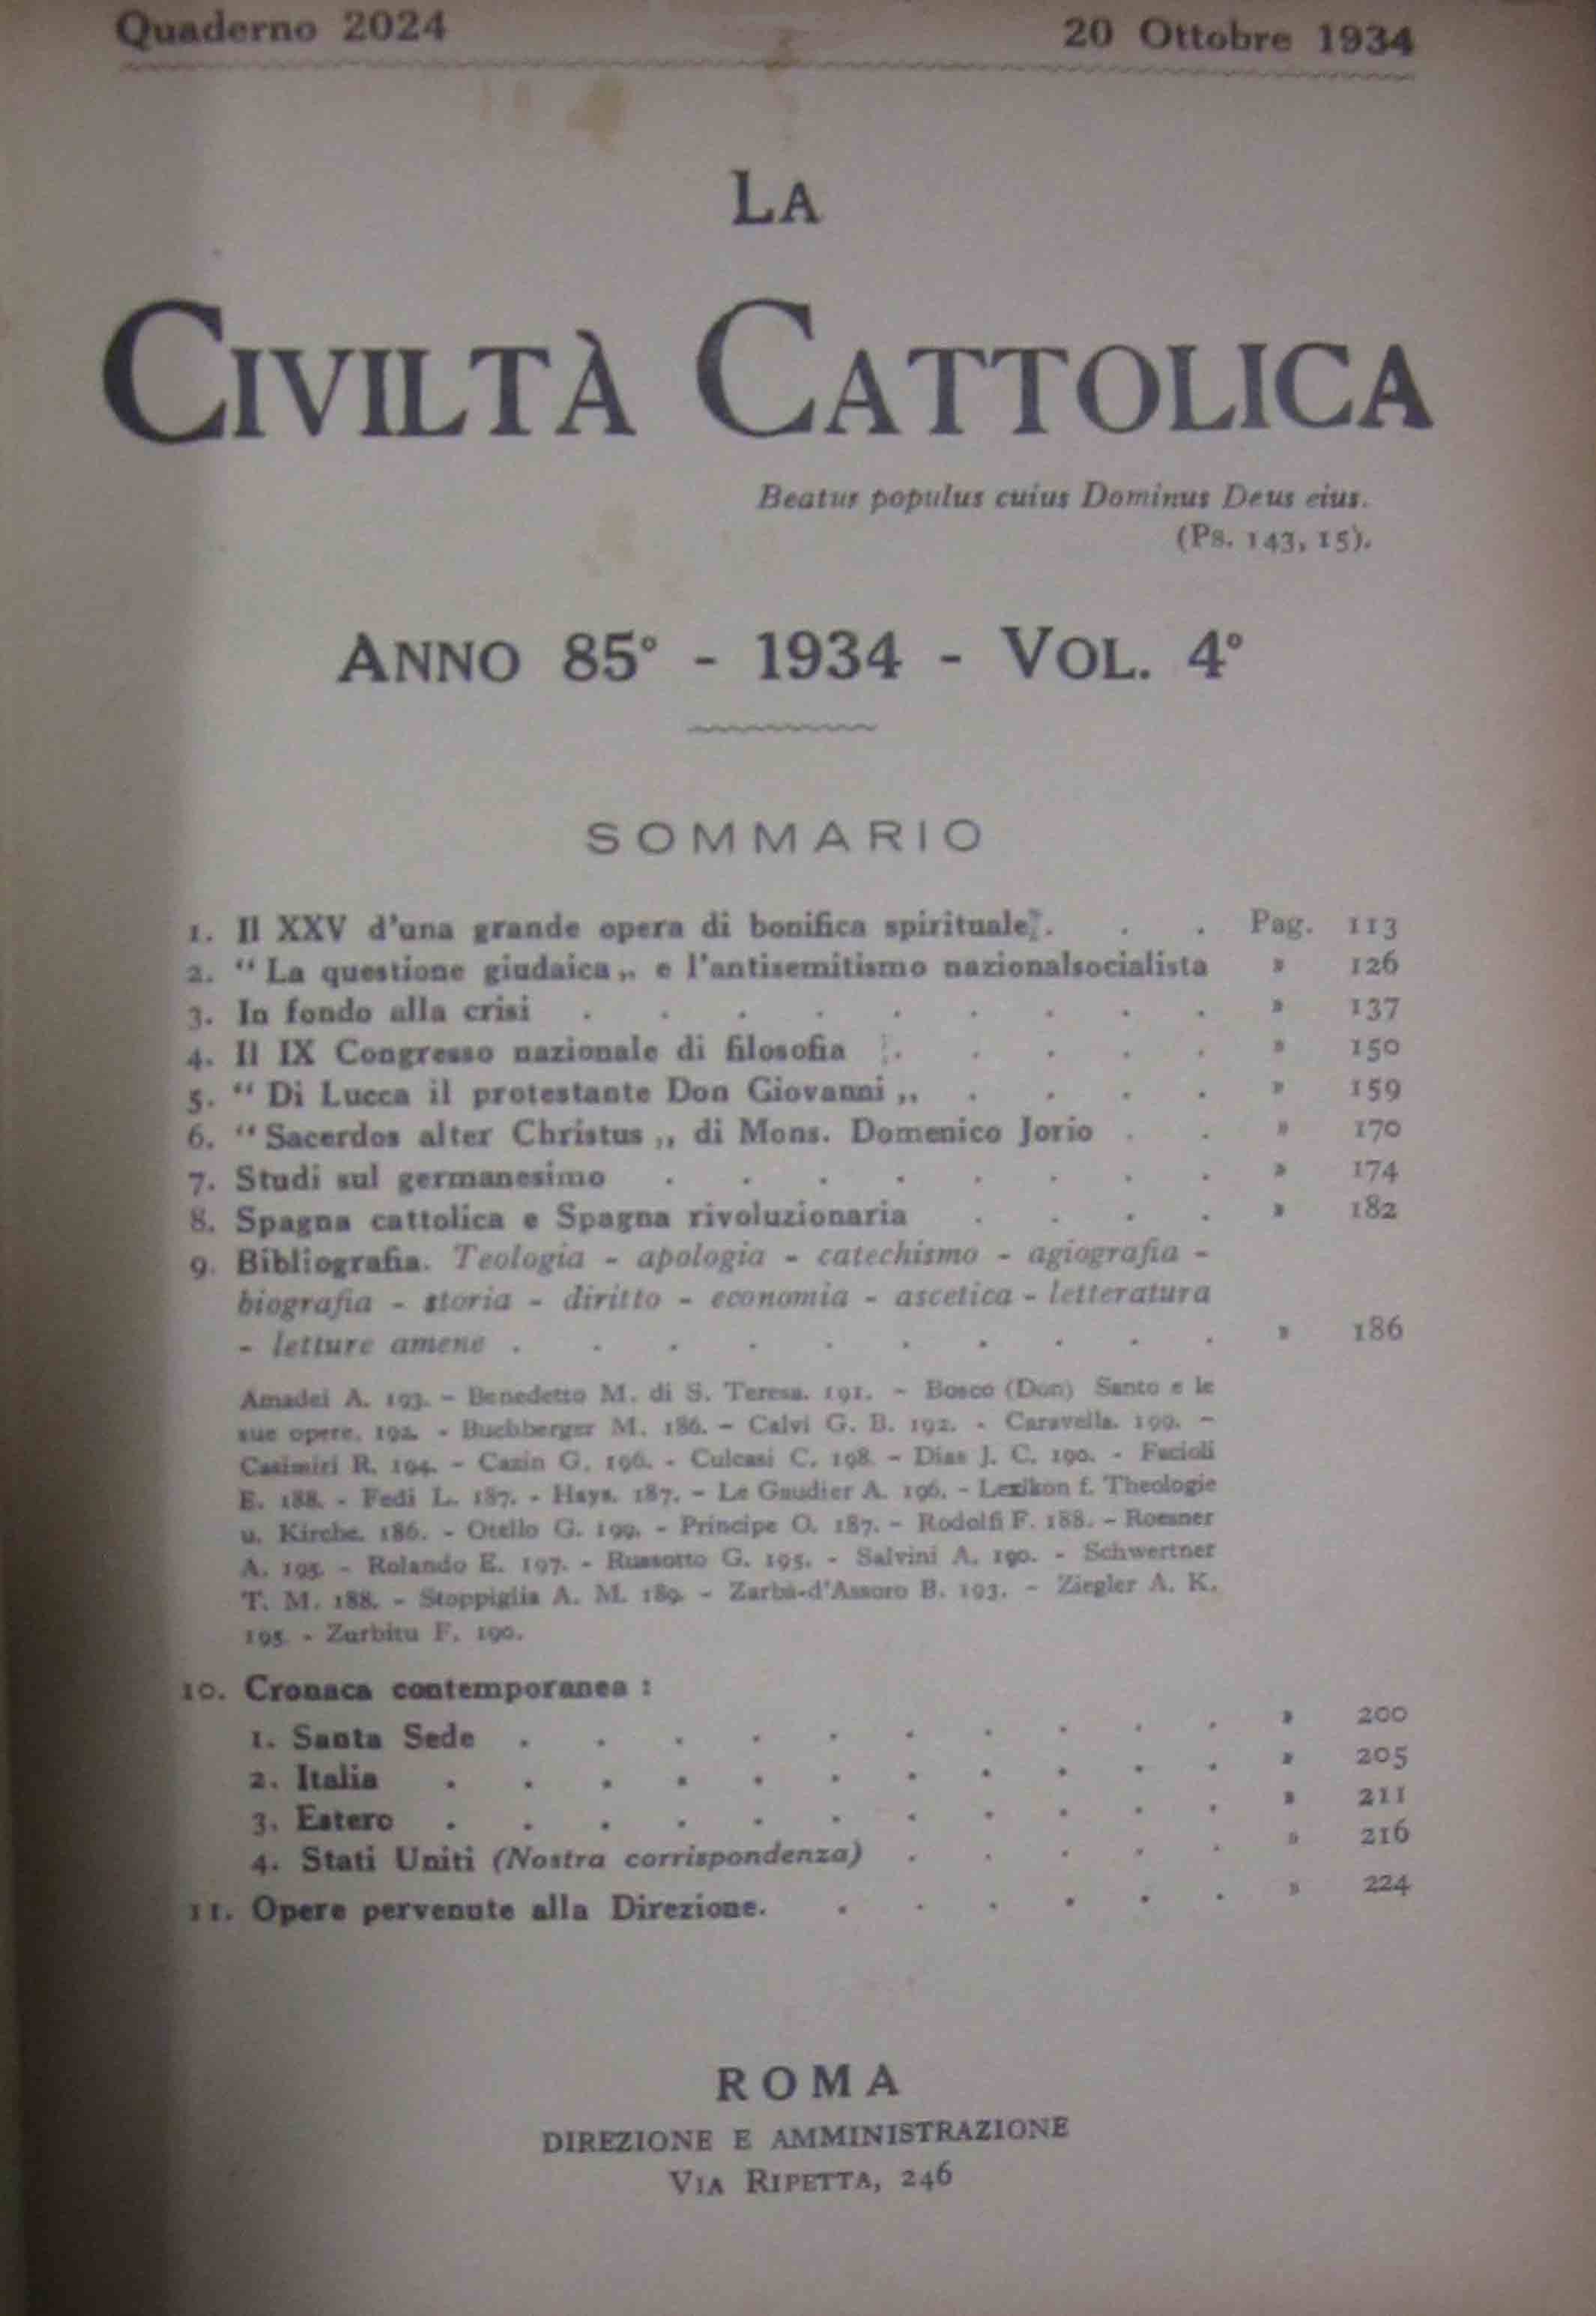 Quaderno 2024 20 Ottobre 1934
LA
CIVILTÀ CATTOLICA
Beatus populus cuius Dominus Deus eius.
(Ps. 143, 15).
ANNO 85° - 1934 - VOL. 4°
SOMMARIO
1. Il XXV d'una grande opera di bonifica spirituale. . . Pag. 113
2. “ La questione giudaica „ e l'antisemitismo nazionalsocialista » 126
3. In fondo alla crisi . . . . . . . . . » 137
4. Il IX Congresso nazionale di filosofia . . . . . » 150
5. “ Di Lucca il protestante Don Giovanni „ . . . . » 159
6. “ Sacerdos alter Christus „ di Mons. Domenico Jorio . . » 170
7. Studi sul germanesimo . . . . . . . . » 174
8. Spagna cattolica e Spagna rivoluzionaria . . . . » 182
9. Bibliografia. Teologia - apologia - catechismo - agiografia -
biografia - storia - diritto - economia - ascetica - letteratura
- letture amene . . . . . . . . . . » 186
Amadei A. 193. - Benedetto M. di S. Teresa. 191. - Bosco (Don) Santo e le
sue opere. 192. - Buchberger M. 186. - Calvi G. B. 192. - Caravella. 199. -
Casimiri R. 194. - Cazin G. 196. - Culcasi C. 198. - Dias J. C. 190. - Facioli
E. 188. - Fedi L. 187. - Hays. 187. - Le Gaudier A. 196. - Lexikon f. Theologie
u. Kirche. 186. - Otello G. 199. - Principe O. 187. - Rodolfi F. 188. - Roesner
A. 195. - Rolando E. 197. - Russotto G. 195. - Salvini A. 190. - Schwertner
T. M. 188. - Stoppiglia A. M. 189. - Zarbà-d'Assoro B. 193. - Ziegler A. K.
195. - Zurbitu F. 190.
10. Cronaca contemporanea :
1. Santa Sede . . . . . . . . . . » 200
2. Italia . . . . . . . . . . . » 205
3. Estero . . . . . . . . . . . » 211
4. Stati Uniti (Nostra corrispondenza) . . . . . » 216
11. Opere pervenute alla Direzione. . . . . . . » 224
ROMA
DIREZIONE E AMMINISTRAZIONE
VIA RIPETTA, 246